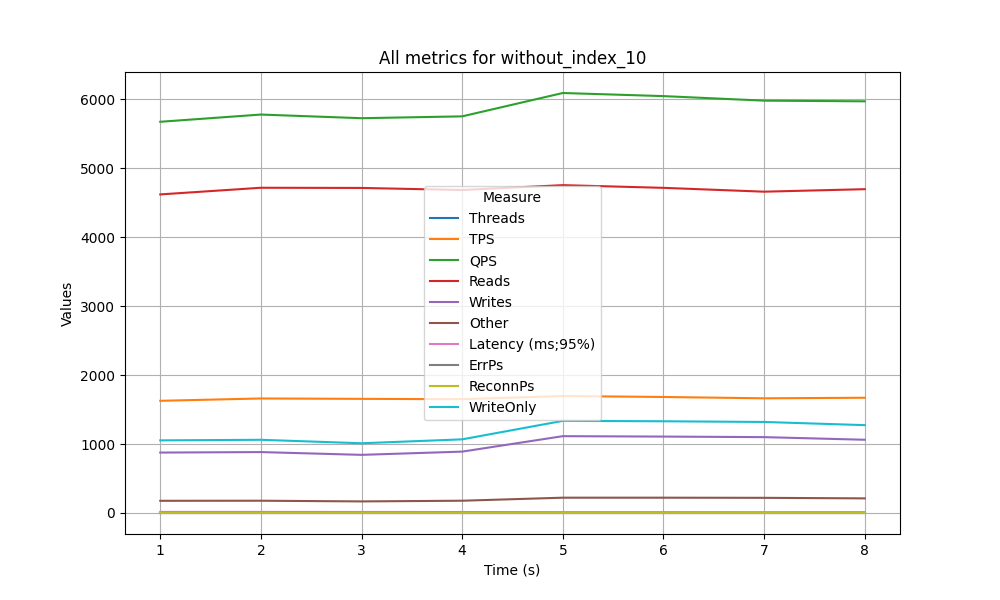 All metrics for without_index_10
Values
6000
5000
4000
3000
2000
1000
0
Measure
Threads
TPS
QPS
Reads
Writes
Other
Latency (ms;95%)
ErrPs
ReconnPs
WriteOnly
1 2 3 4 5 6 7 8
Time (s)